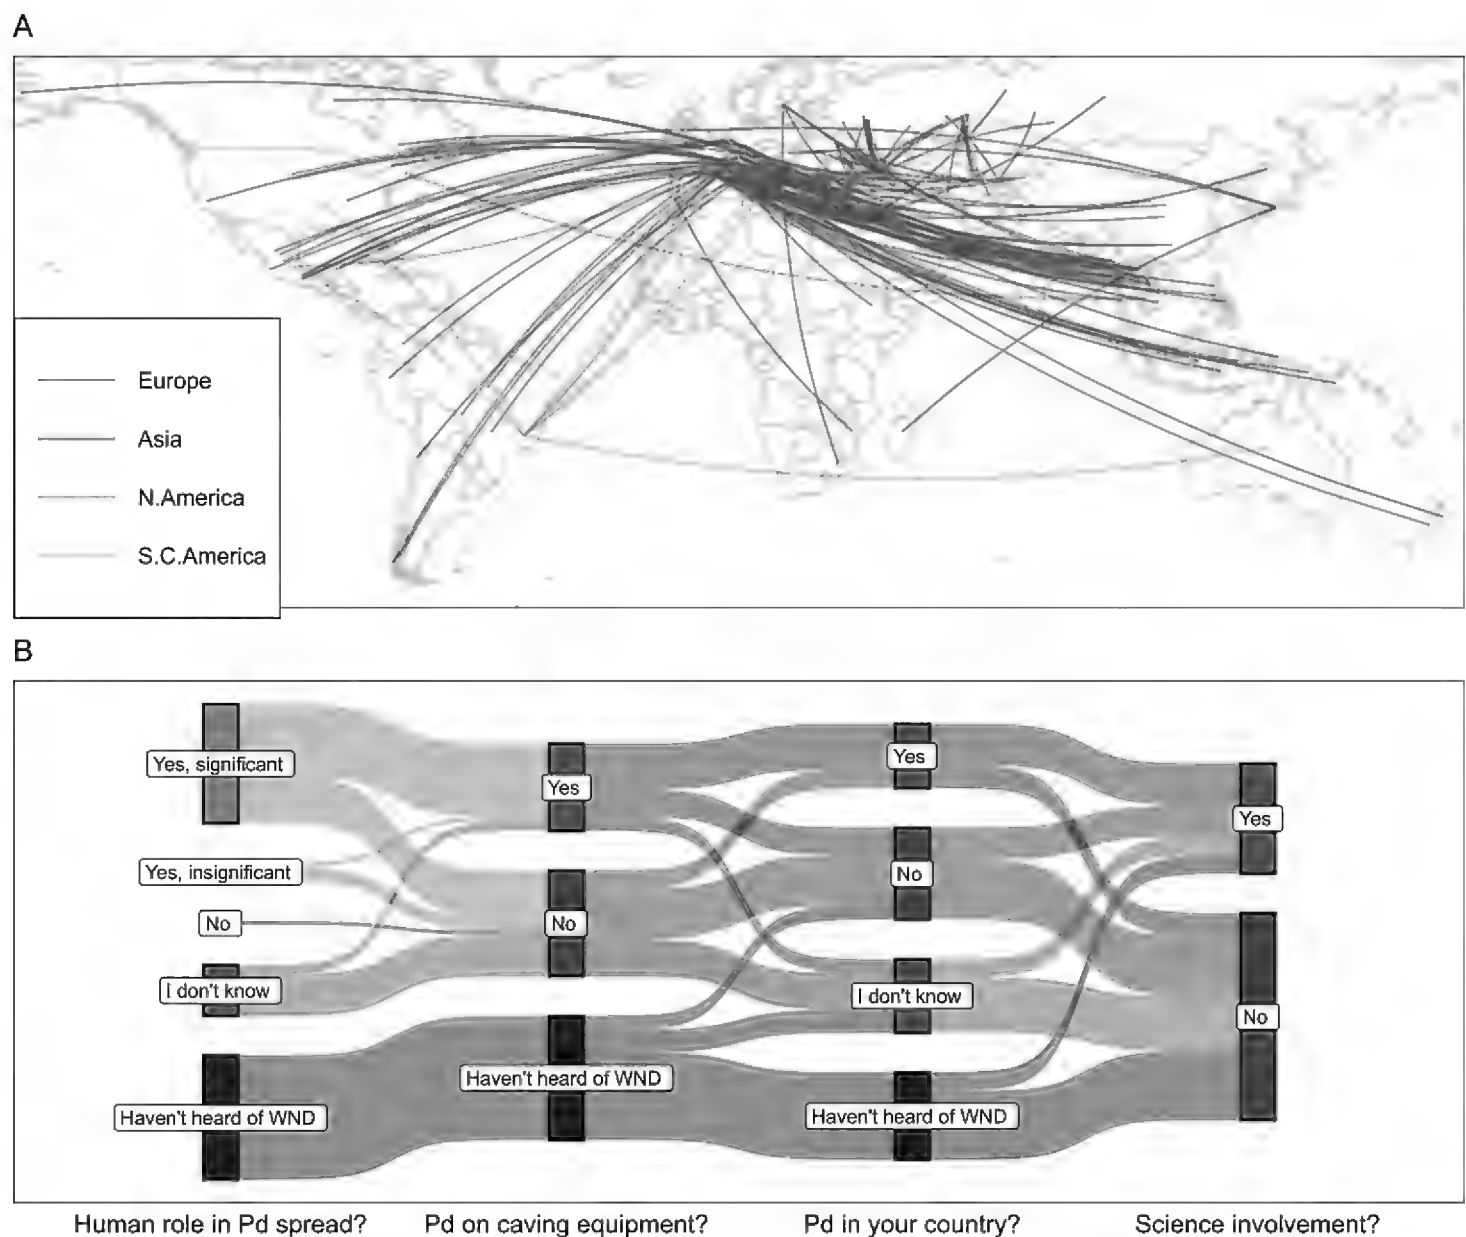 A
Europe
Asia
N.America
S.C.America
B
Yes, significant
Yes, insignificant
No
I don't know
Haven't heard of WND
Yes
No
Haven't heard of WND
Yes
No
I don't know
Haven't heard of WND
Yes
No
Human role in Pd spread? Pd on caving equipment? Pd in your country? Science involvement?